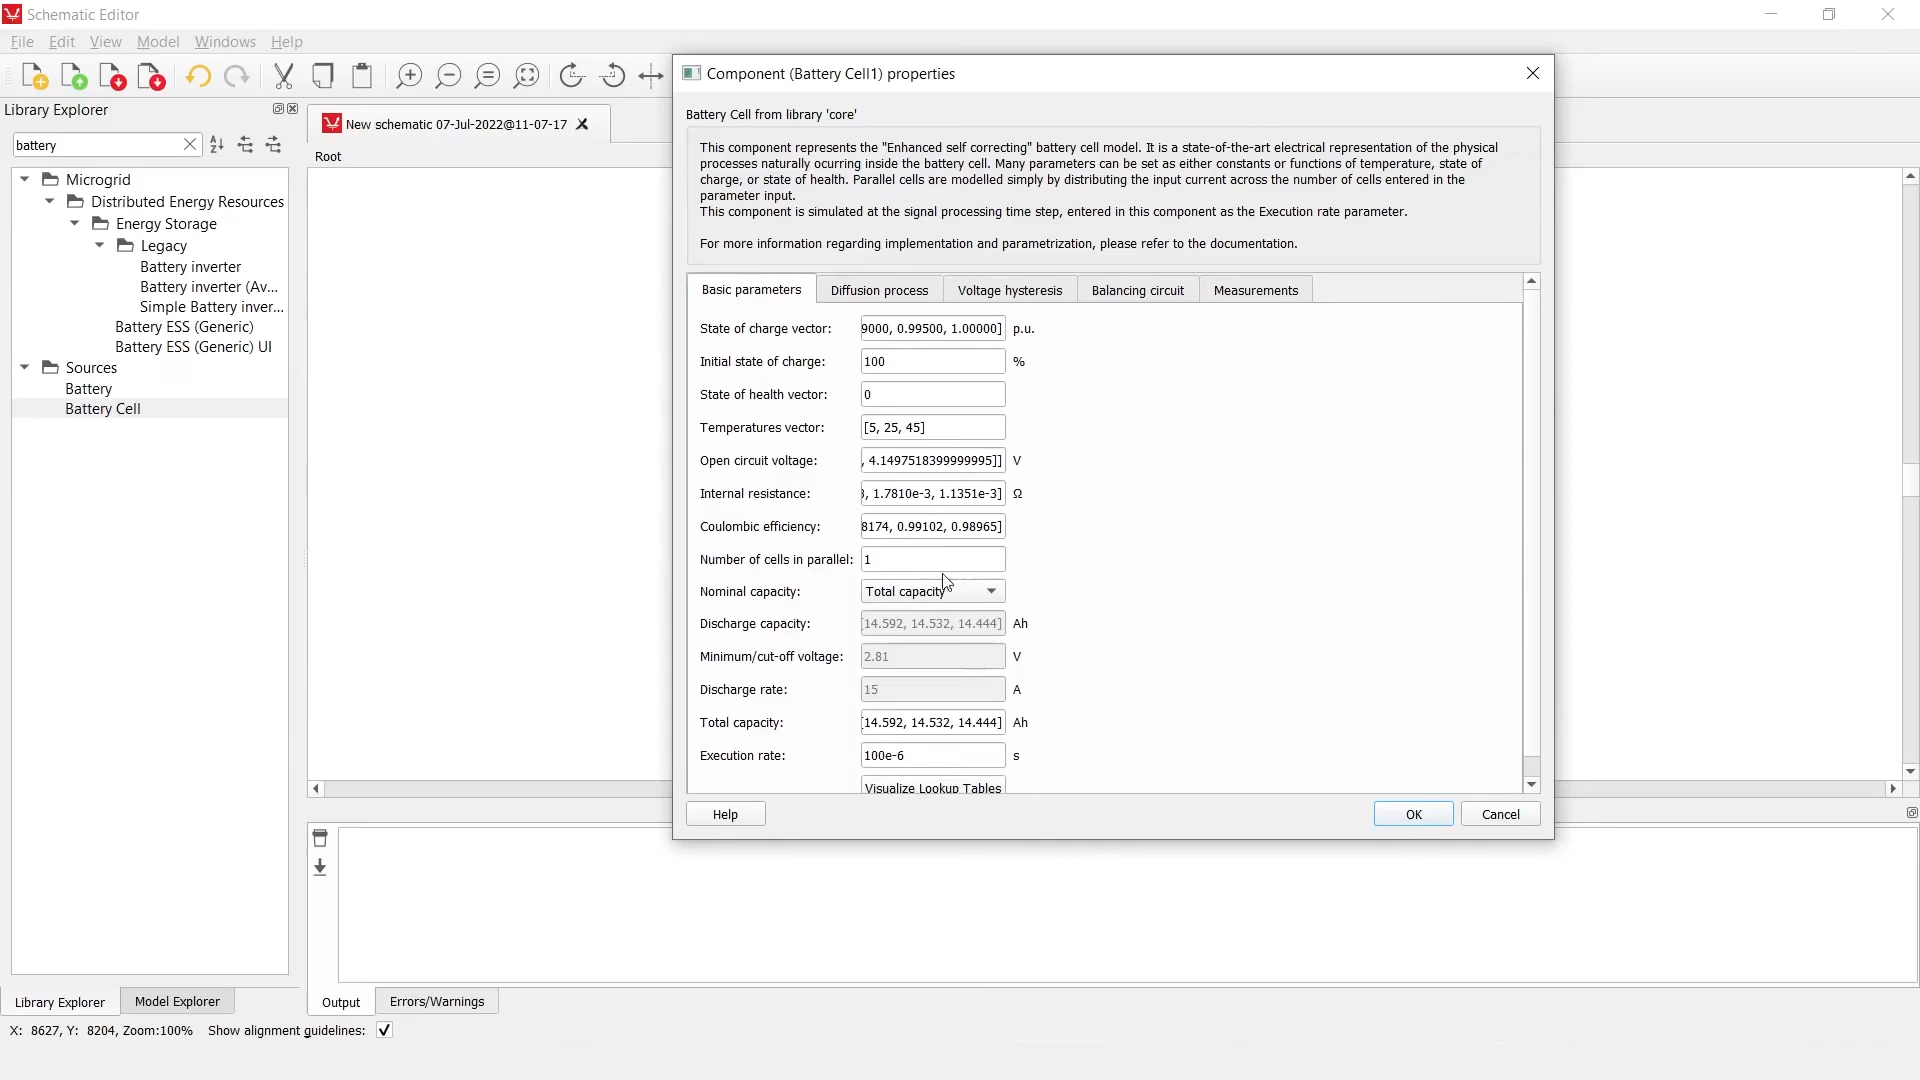 Schematic Editor
File Edit View Model Windows Help
Library Explorer
battery
Microgrid
Distributed Energy Resources
Energy Storage
Legacy
Battery inverter
Battery inverter (Av...
Simple Battery inver...
Battery ESS (Generic)
Battery ESS (Generic) UI
Sources
Battery
Battery Cell
Library Explorer Model Explorer
New schematic 07-Jul-2022@11-07-17
Root
Component (Battery Cell1) properties
Battery Cell from library 'core'
This component represents the "Enhanced self correcting" battery cell model. It is a state-of-the-art electrical representation of the physical
processes naturally ocurring inside the battery cell. Many parameters can be set as either constants or functions of temperature, state of
charge, or state of health. Parallel cells are modelled simply by distributing the input current across the number of cells entered in the
parameter input.
This component is simulated at the signal processing time step, entered in this component as the Execution rate parameter.
For more information regarding implementation and parametrization, please refer to the documentation.
Basic parameters Diffusion process Voltage hysteresis Balancing circuit Measurements
State of charge vector: 9000, 0.99500, 1.00000] p.u.
Initial state of charge: 100 %
State of health vector: 0
Temperatures vector: [5, 25, 45]
Open circuit voltage: , 4.1497518399999995]] V
Internal resistance: 3, 1.7810e-3, 1.1351e-3] Ω
Coulombic efficiency: 8174, 0.99102, 0.98965]
Number of cells in parallel: 1
Nominal capacity: Total capacity
Discharge capacity: [14.592, 14.532, 14.444] Ah
Minimum/cut-off voltage: 2.81 V
Discharge rate: 15 A
Total capacity: [14.592, 14.532, 14.444] Ah
Execution rate: 100e-6 s
Visualize Lookup Tables
Help OK Cancel
Output Errors/Warnings
X: 8627, Y: 8204, Zoom:100% Show alignment guidelines: